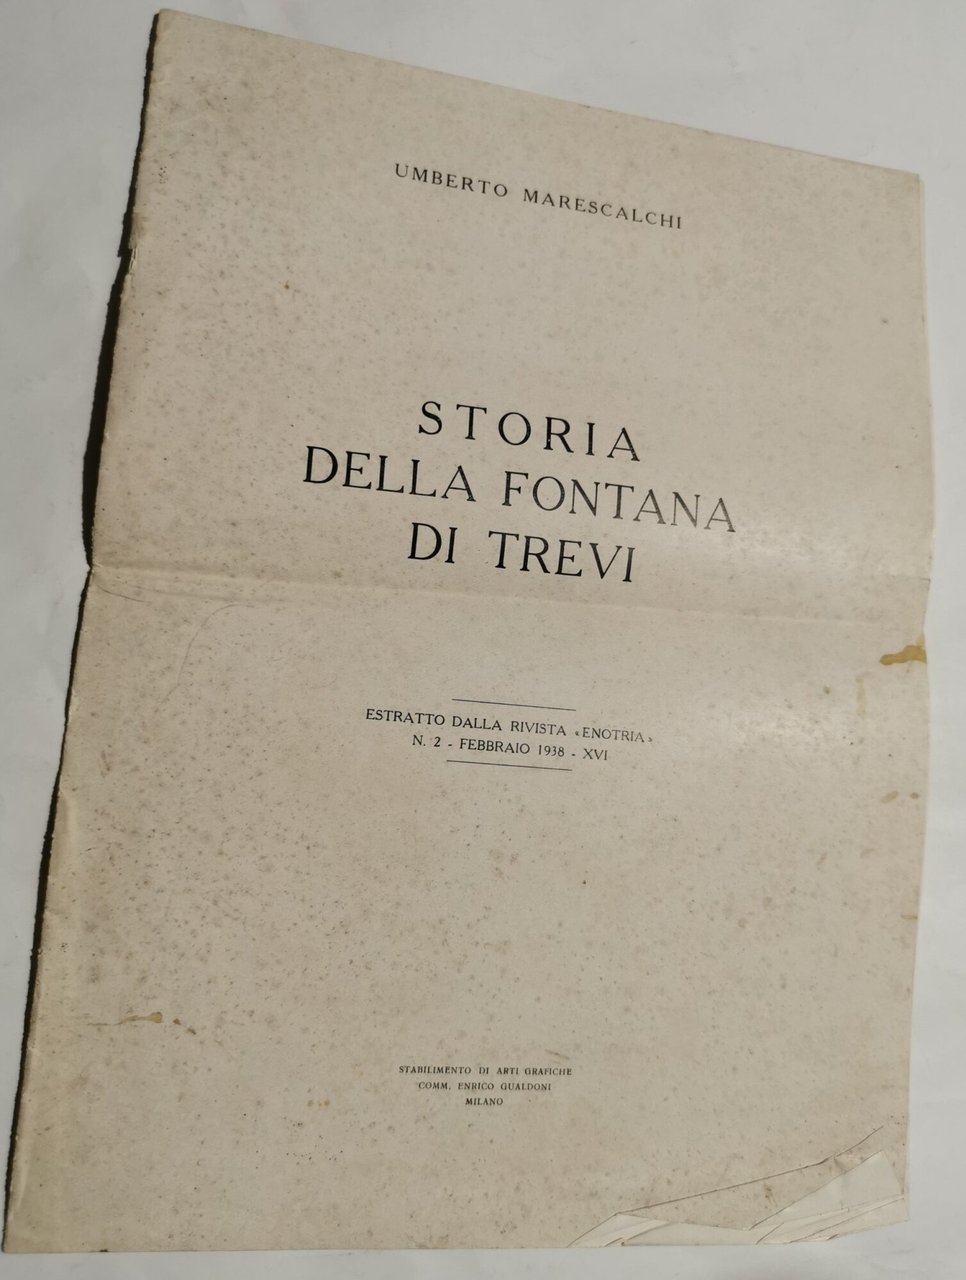 UMBERTO MARESCALCHI
STORIA
DELLA FONTANA
DI TREVI
ESTRATTO DALLA RIVISTA «ENOTRIA»
N. 2 - FEBBRAIO 1938 - XVI
STABILIMENTO DI ARTI GRAFICHE
COMM. ENRICO GUALDONI
MILANO